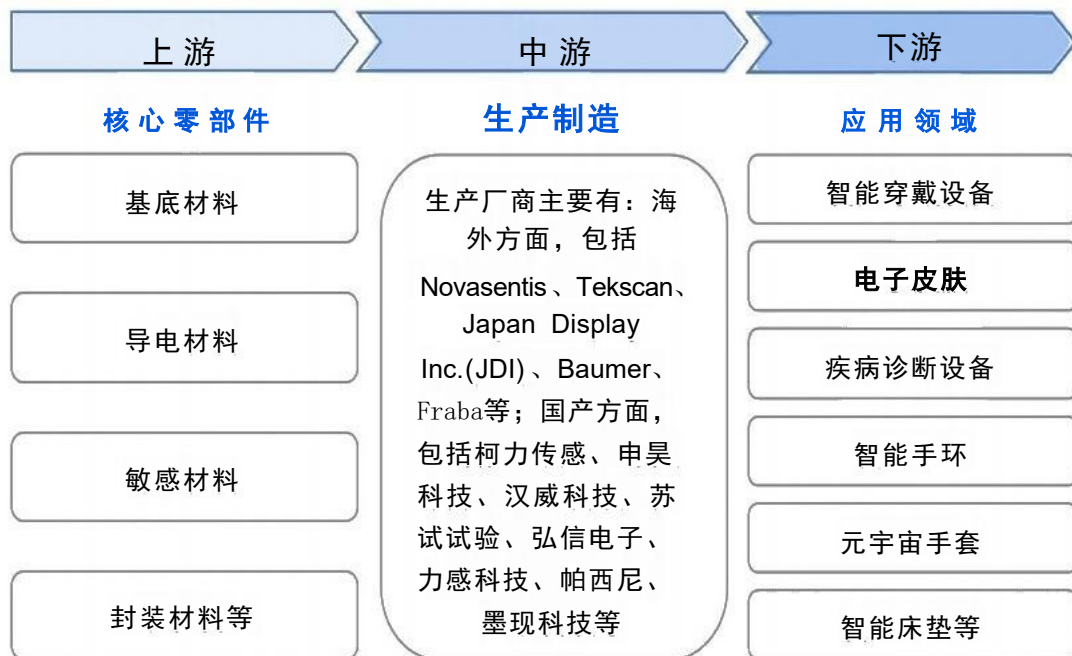 上游
中游
下游
核心零部件
生产制造
应用领域
基底材料
导电材料
敏感材料
封装材料等
生产厂商主要有：海
外方面，包括
Novasentis、Tekscan、
Japan Display
Inc.(JDI)、Baumer、
Fraba等；国产方面，
包括柯力传感、申昊
科技、汉威科技、苏
试试验、弘信电子、
力感科技、帕西尼、
墨现科技等
智能穿戴设备
电子皮肤
疾病诊断设备
智能手环
元宇宙手套
智能床垫等